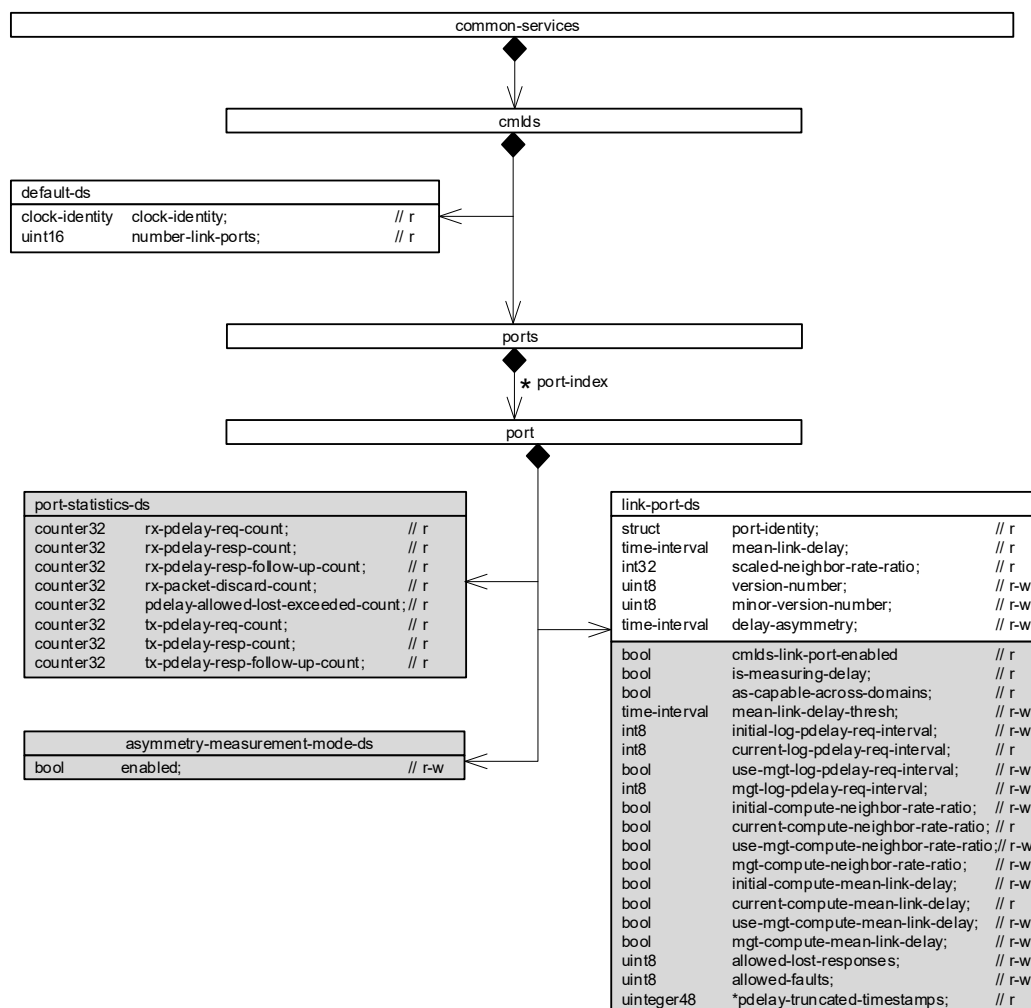 common-services
cmlds
default-ds
clock-identity clock-identity; // r
uint16 number-link-ports; // r
ports
* port-index
port
port-statistics-ds
counter32 rx-pdelay-req-count; // r
counter32 rx-pdelay-resp-count; // r
counter32 rx-pdelay-resp-follow-up-count; // r
counter32 rx-packet-discard-count; // r
counter32 pdelay-allowed-lost-exceeded-count; // r
counter32 tx-pdelay-req-count; // r
counter32 tx-pdelay-resp-count; // r
counter32 tx-pdelay-resp-follow-up-count; // r
asymmetry-measurement-mode-ds
bool enabled; // r-w
link-port-ds
struct port-identity; // r
time-interval mean-link-delay; // r
int32 scaled-neighbor-rate-ratio; // r
uint8 version-number; // r-w
uint8 minor-version-number; // r-w
time-interval delay-asymmetry; // r-w
bool cmlds-link-port-enabled // r
bool is-measuring-delay; // r
bool as-capable-across-domains; // r
time-interval mean-link-delay-thresh; // r-w
int8 initial-log-pdelay-req-interval; // r-w
int8 current-log-pdelay-req-interval; // r
bool use-mgt-log-pdelay-req-interval; // r-w
int8 mgt-log-pdelay-req-interval; // r-w
bool initial-compute-neighbor-rate-ratio; // r-w
bool current-compute-neighbor-rate-ratio; // r
bool use-mgt-compute-neighbor-rate-ratio; // r-w
bool mgt-compute-neighbor-rate-ratio; // r-w
bool initial-compute-mean-link-delay; // r-w
bool current-compute-mean-link-delay; // r
bool use-mgt-compute-mean-link-delay; // r-w
bool mgt-compute-mean-link-delay; // r-w
uint8 allowed-lost-responses; // r-w
uint8 allowed-faults; // r-w
uinteger48 *pdelay-truncated-timestamps; // r